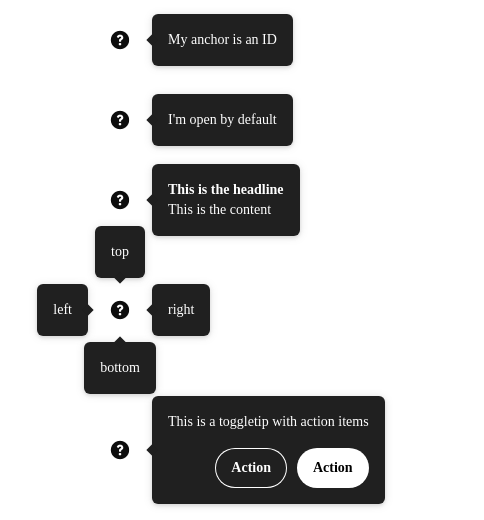 ?
My anchor is an ID
?
I'm open by default
?
This is the headline
This is the content
top
left
?
right
bottom
?
This is a toggletip with action items
Action
Action